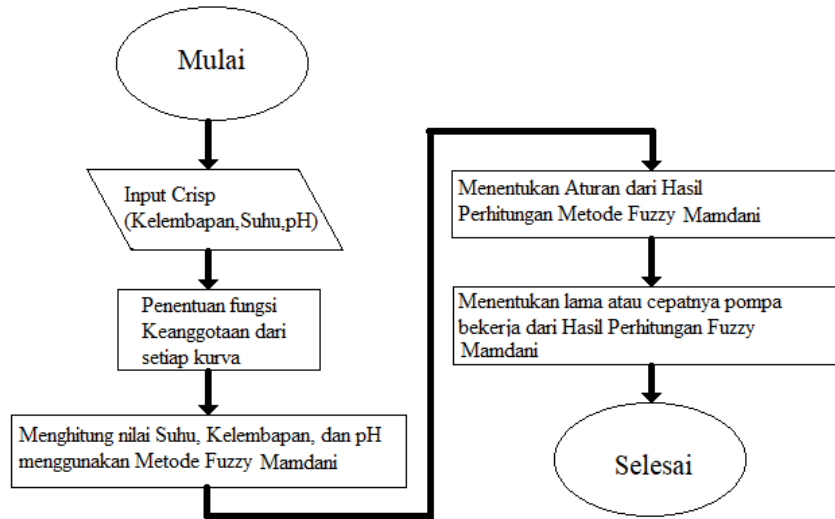 Mulai
Input Crisp
(Kelembapan,Suhu,pH)
Penentuan fungsi
Keanggotaan dari
setiap kurva
Menghitung nilai Suhu, Kelembapan, dan pH
menggunakan Metode Fuzzy Mamdani
Menentukan Aturan dari Hasil
Perhitungan Metode Fuzzy Mamdani
Menentukan lama atau cepatnya pompa
bekerja dari Hasil Perhitungan Fuzzy
Mamdani
Selesai